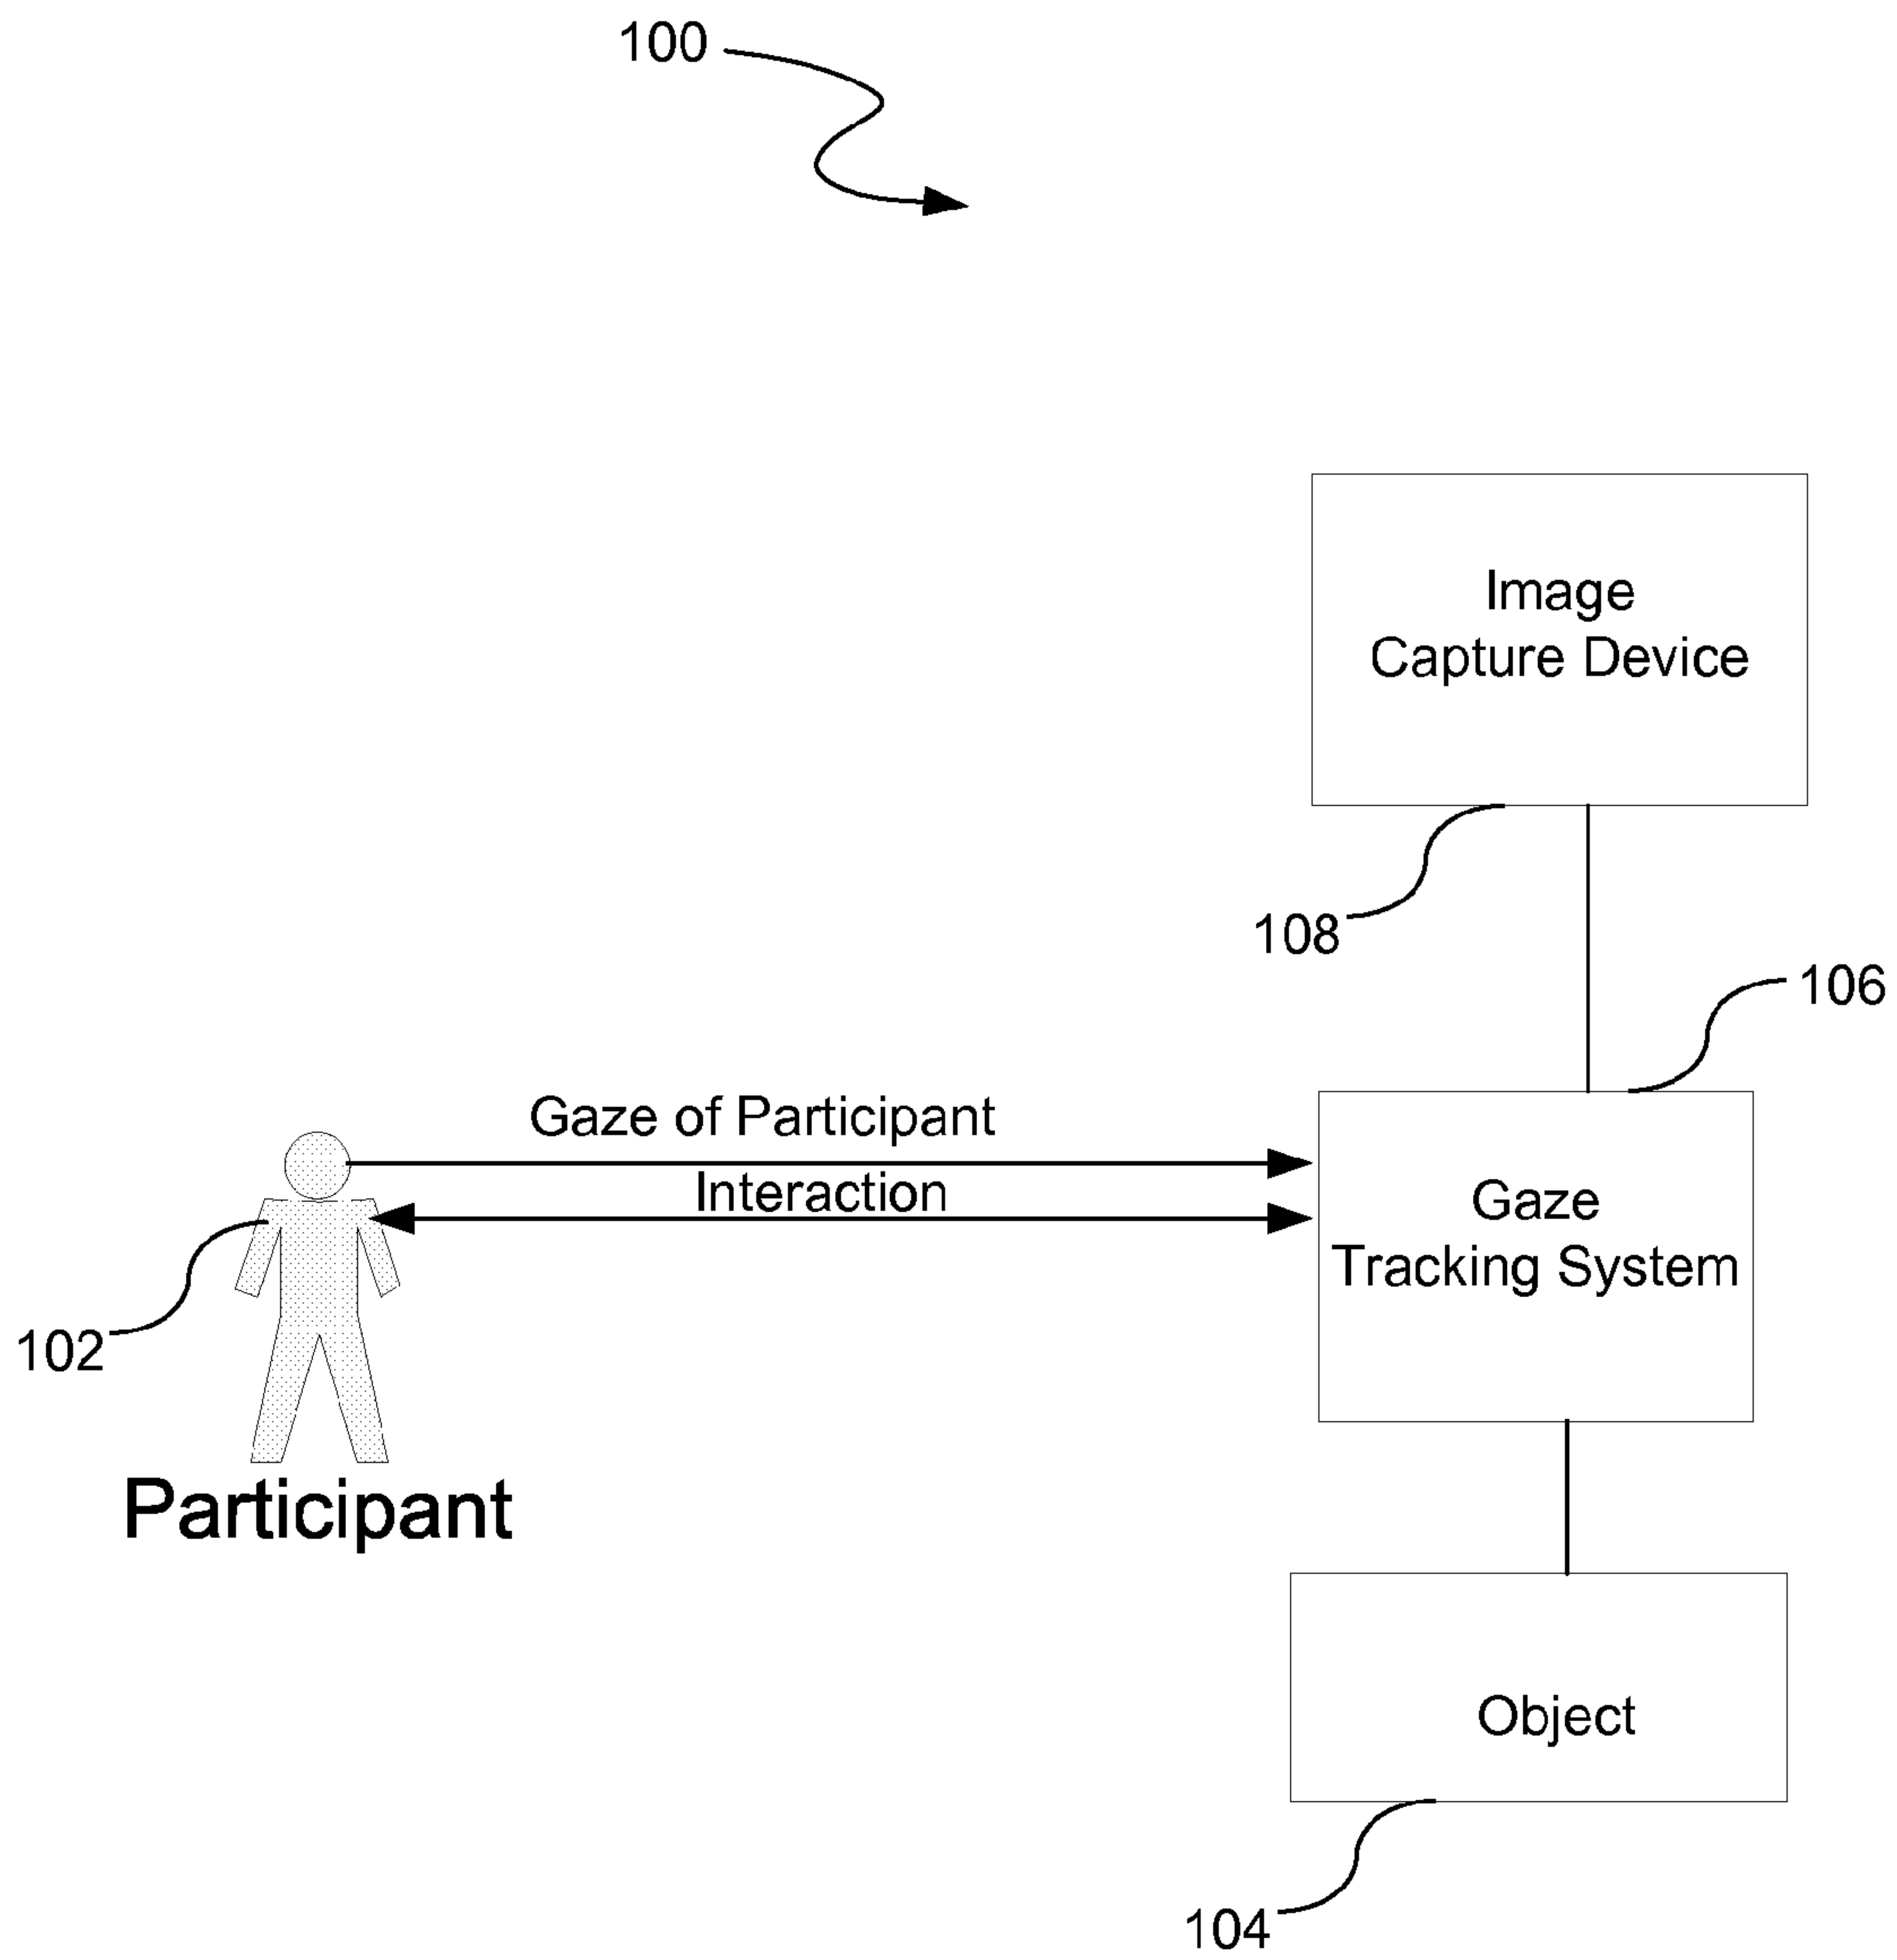 100
Image
Capture Device
108
106
Gaze of Participant
Interaction
Gaze
Tracking System
102
Participant
Object
104